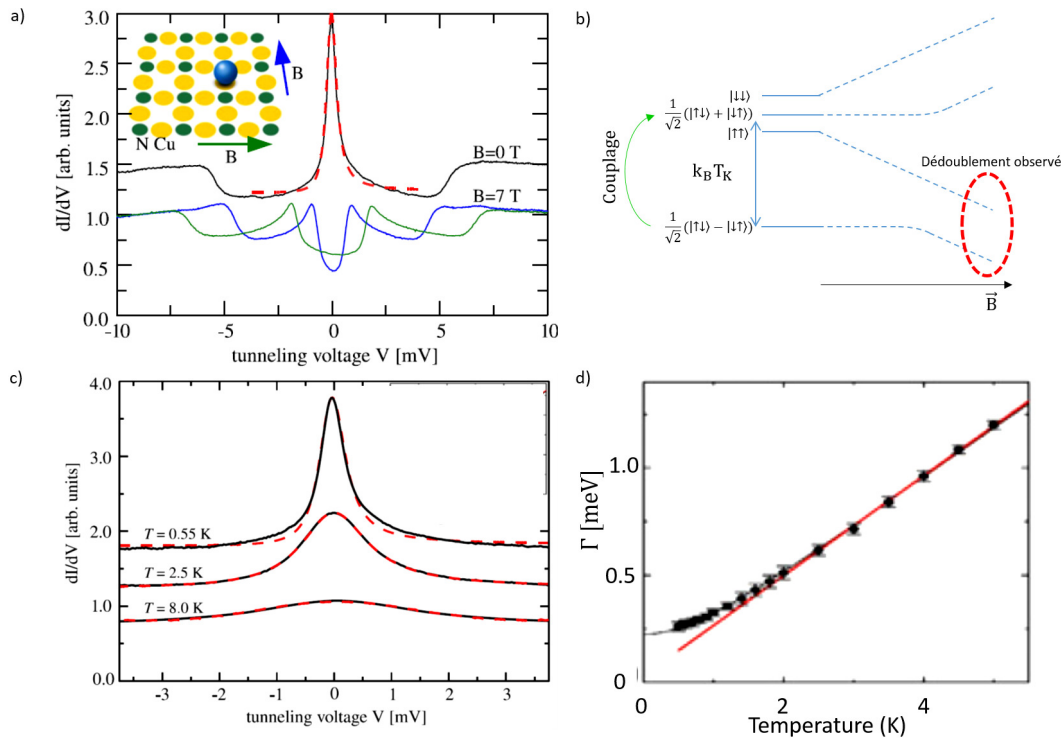 a)
3.0
2.5
2.0
1.5
1.0
0.5
0.0
dI/dV [arb. units]
B
N Cu
B
B=0 T
B=7 T
-10
-5
0
5
10
tunneling voltage V [mV]
b)
|↓↓⟩
1/√2(|↑↓⟩ + |↓↑⟩)
|↑↑⟩
Couplage
k_BT_K
Dédoublement observé
1/√2(|↑↓⟩ − |↓↑⟩)
B⃗
c)
4.0
3.0
2.0
1.0
0.0
dI/dV [arb. units]
T = 0.55 K
T = 2.5 K
T = 8.0 K
-3
-2
-1
0
1
2
3
tunneling voltage V [mV]
d)
Γ [meV]
1.0
0.5
0
0
2
4
Temperature (K)